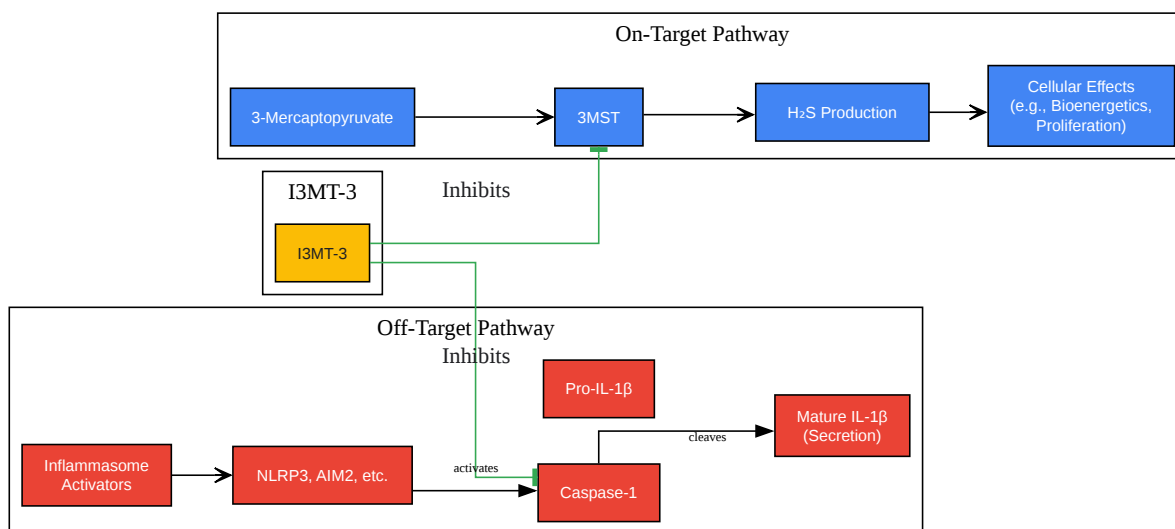 On-Target Pathway
3-Mercaptopyruvate
3MST
H₂S Production
Cellular Effects
(e.g., Bioenergetics,
Proliferation)
I3MT-3
Inhibits
I3MT-3
Off-Target Pathway
Inhibits
Pro-IL-1β
Mature IL-1β
(Secretion)
cleaves
Inflammasome
Activators
NLRP3, AIM2, etc.
activates
Caspase-1